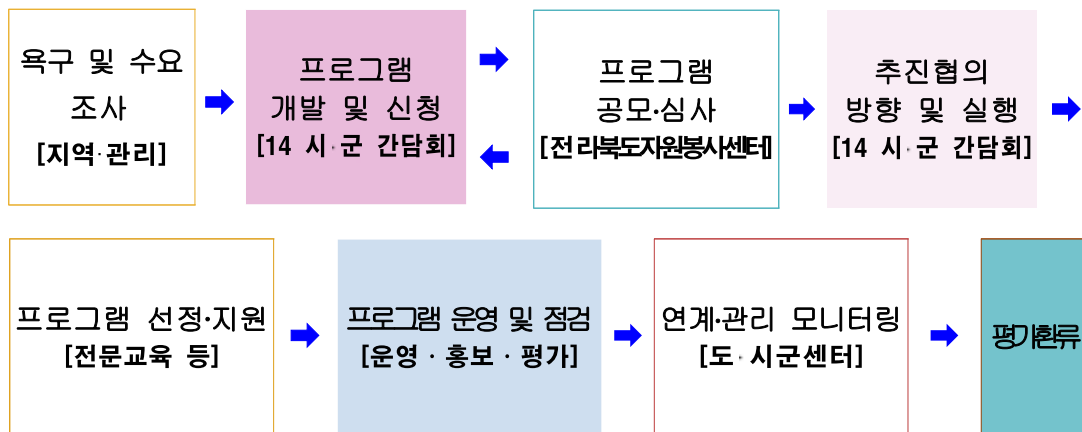 욕구 및 수요
조사
[지역·관리]
프로그램
개발 및 신청
[14 시·군 간담회]
프로그램
공모·심사
[전라북도자원봉사센터]
추진협의
방향 및 실행
[14 시·군 간담회]
프로그램 선정·지원
[전문교육 등]
프로그램 운영 및 점검
[운영·홍보·평가]
연계·관리 모니터링
[도·시군센터]
평가환류